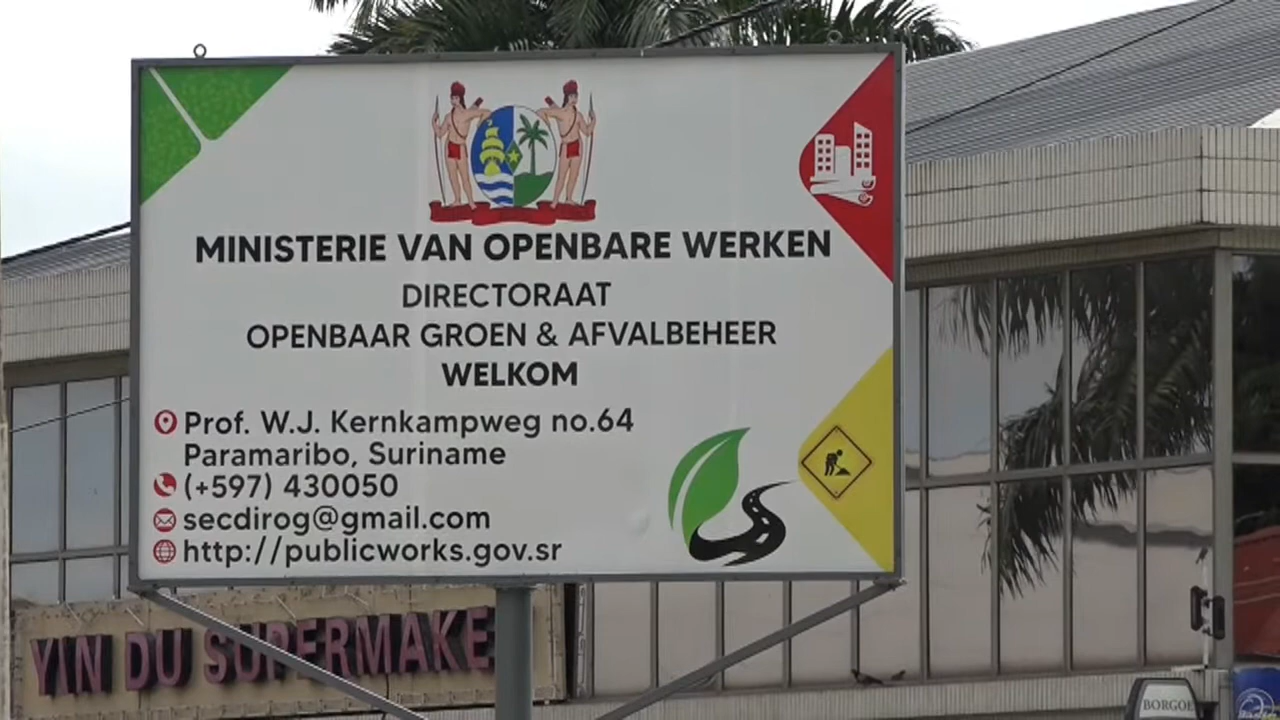 MINISTERIE VAN OPENBARE WERKEN
DIRECTORAAT
OPENBAAR GROEN & AFVALBEHEER
WELKOM
Prof. W.J. Kernkampweg no.64
Paramaribo, Suriname
(+597) 430050
secdirog@gmail.com
http://publicworks.gov.sr
YIN DU SUPERMAKE
BORGOE